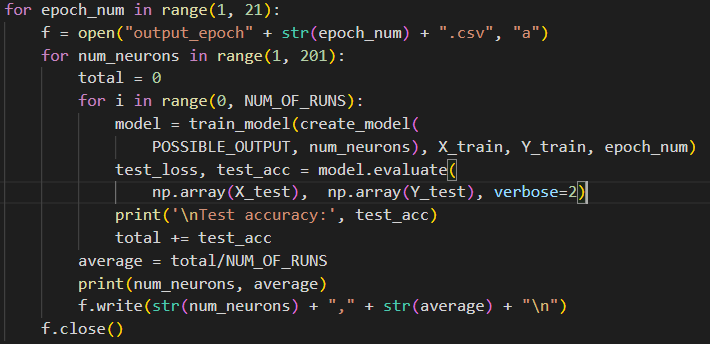 for epoch_num in range(1, 21):
    f = open("output_epoch" + str(epoch_num) + ".csv", "a")
    for num_neurons in range(1, 201):
        total = 0
        for i in range(0, NUM_OF_RUNS):
            model = train_model(create_model(
                POSSIBLE_OUTPUT, num_neurons), X_train, Y_train, epoch_num)
            test_loss, test_acc = model.evaluate(
                np.array(X_test),  np.array(Y_test), verbose=2)
            print('\nTest accuracy:', test_acc)
            total += test_acc
        average = total/NUM_OF_RUNS
        print(num_neurons, average)
        f.write(str(num_neurons) + "," + str(average) + "\n")
    f.close()